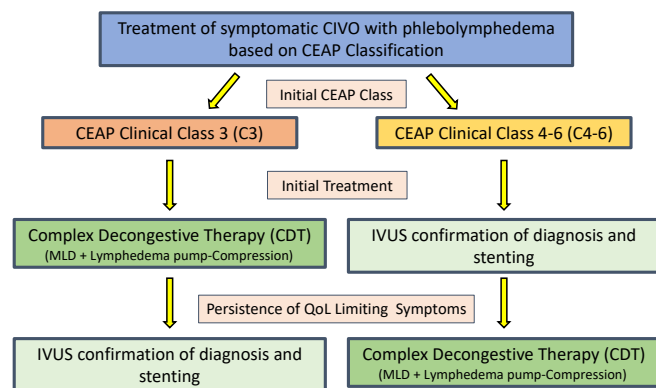 Treatment of symptomatic CIVO with phlebolymphedema
based on CEAP Classification
Initial CEAP Class
CEAP Clinical Class 3 (C3)
CEAP Clinical Class 4-6 (C4-6)
Initial Treatment
Complex Decongestive Therapy (CDT)
(MLD + Lymphedema pump-Compression)
IVUS confirmation of diagnosis and
stenting
Persistence of QoL Limiting Symptoms
IVUS confirmation of diagnosis and
stenting
Complex Decongestive Therapy (CDT)
(MLD + Lymphedema pump-Compression)